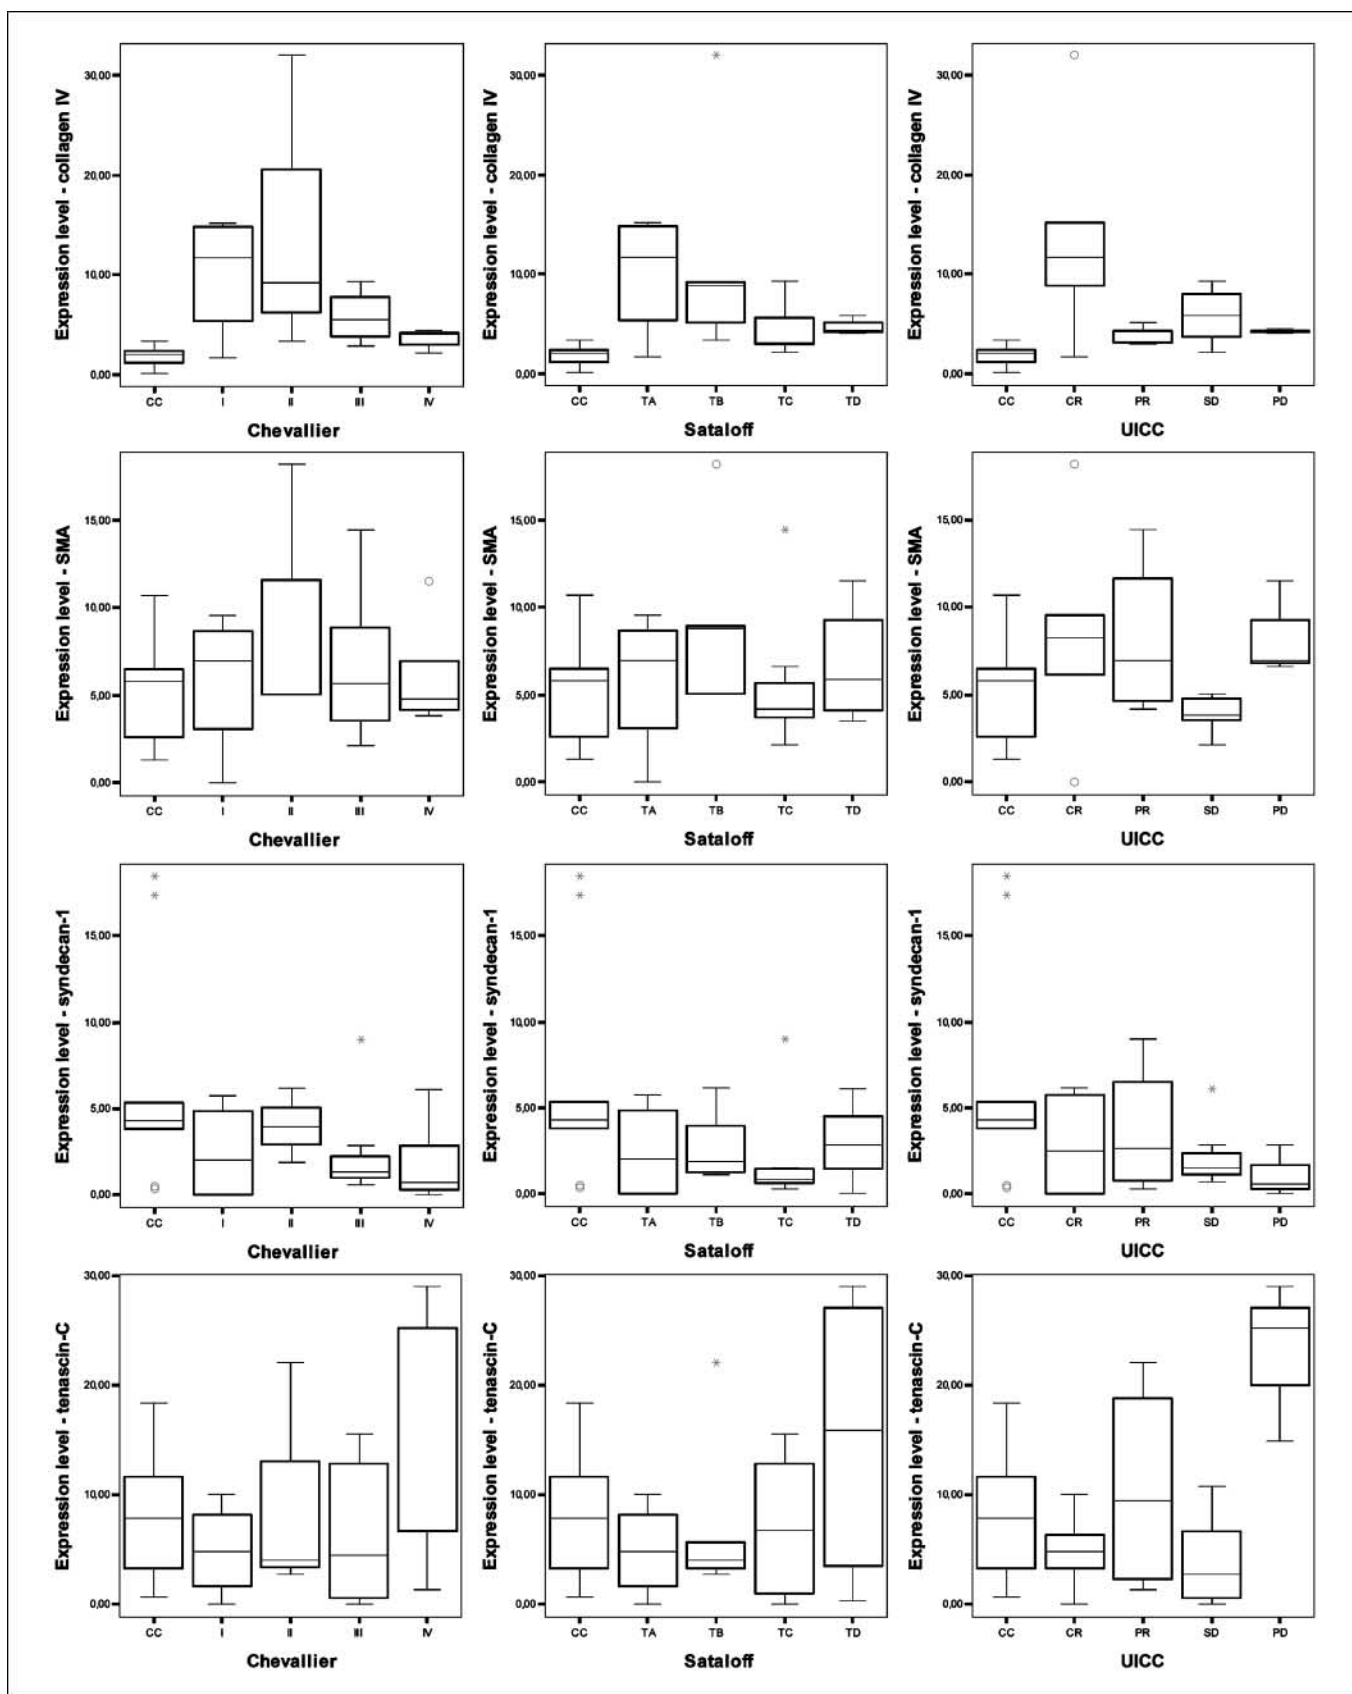 Expression level - collagen IV
30,00
20,00
10,00
0,00
CC I II III IV
Chevallier
Expression level - collagen IV
30,00
20,00
10,00
0,00
CC TA TB TC TD
Sataloff
Expression level - collagen IV
30,00
20,00
10,00
0,00
CC CR PR SD PD
UICC
Expression level - SMA
15,00
10,00
5,00
0,00
CC I II III IV
Chevallier
Expression level - SMA
15,00
10,00
5,00
0,00
CC TA TB TC TD
Sataloff
Expression level - SMA
15,00
10,00
5,00
0,00
CC CR PR SD PD
UICC
Expression level - syndecan-1
15,00
10,00
5,00
0,00
CC I II III IV
Chevallier
Expression level - syndecan-1
15,00
10,00
5,00
0,00
CC TA TB TC TD
Sataloff
Expression level - syndecan-1
15,00
10,00
5,00
0,00
CC CR PR SD PD
UICC
Expression level - tenascin-C
30,00
20,00
10,00
0,00
CC I II III IV
Chevallier
Expression level - tenascin-C
30,00
20,00
10,00
0,00
CC TA TB TC TD
Sataloff
Expression level - tenascin-C
30,00
20,00
10,00
0,00
CC CR PR SD PD
UICC